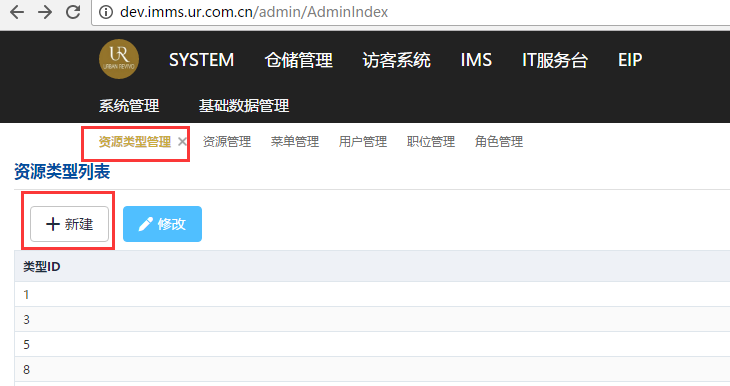 dev.imms.ur.com.cn/admin/AdminIndex
UR
URBAN REVIVO
SYSTEM 仓储管理 访客系统 IMS IT服务台 EIP
系统管理 基础数据管理
资源类型管理 × 资源管理 菜单管理 用户管理 职位管理 角色管理
资源类型列表
+ 新建 修改
类型ID
1
3
5
8